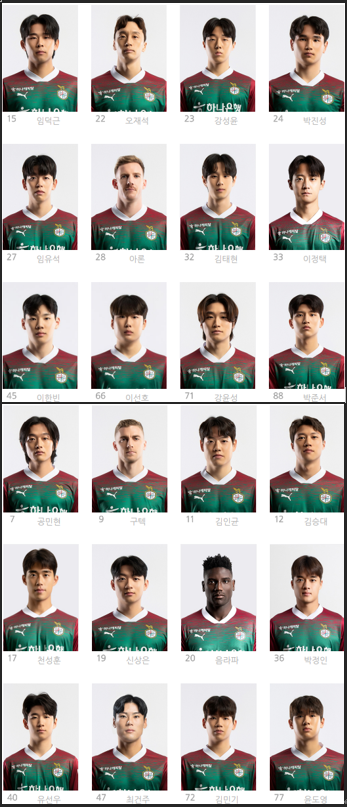 15 임덕근
22 오재석
23 강성윤
24 박진성
27 임유석
28 아론
32 김태현
33 이정택
45 이한빈
66 이선호
71 강윤성
88 박준서
7 공민현
9 구텍
11 김인균
12 김승대
17 천성훈
19 신상은
20 음라파
36 박정인
40 유선우
47 최건주
72 김민기
77 윤도영